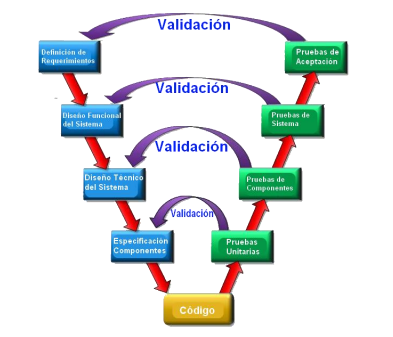 Validación
Definición de
Requerimientos
Pruebas de
Aceptación
Validación
Diseño Funcional
del Sistema
Pruebas de
Sistema
Validación
Diseño Técnico
del Sistema
Pruebas de
Componentes
Validación
Especificación
Componentes
Pruebas
Unitarias
Código